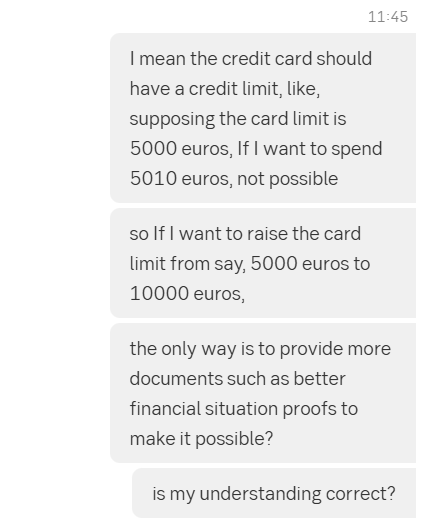 11:45
I mean the credit card should
have a credit limit, like,
supposing the card limit is
5000 euros, If I want to spend
5010 euros, not possible
so If I want to raise the card
limit from say, 5000 euros to
10000 euros,
the only way is to provide more
documents such as better
financial situation proofs to
make it possible?
is my understanding correct?